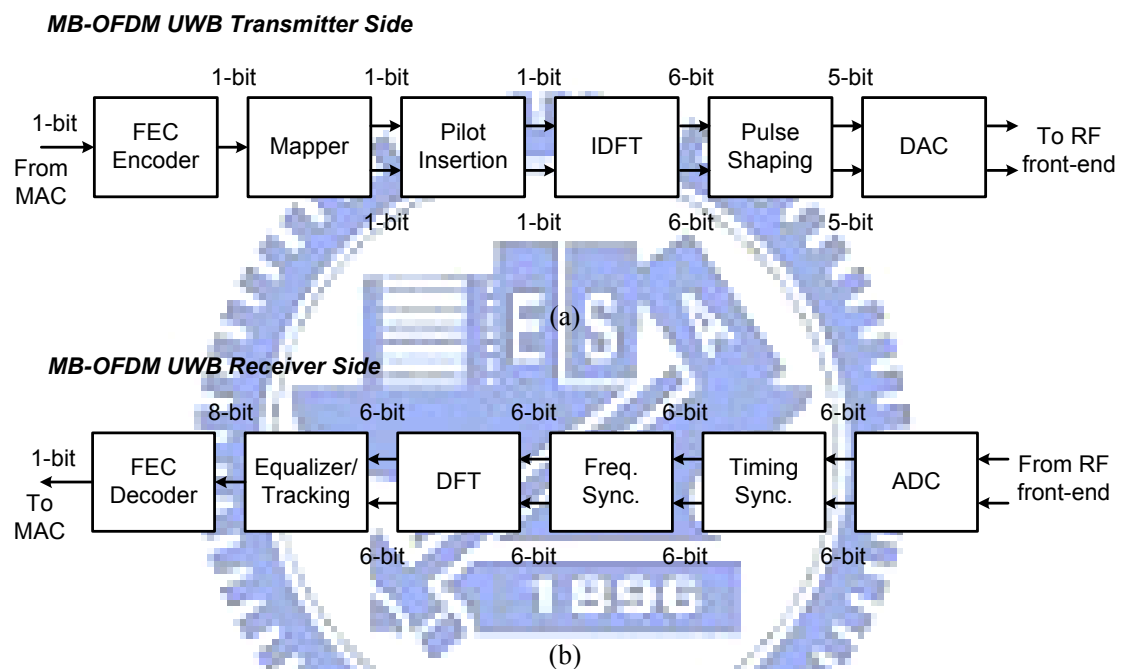 MB-OFDM UWB Transmitter Side
1-bit 1-bit 1-bit 6-bit 5-bit
1-bit
From
MAC
FEC
Encoder
Mapper
Pilot
Insertion
IDFT
Pulse
Shaping
DAC
To RF
front-end
1-bit 1-bit 6-bit 5-bit
E S A
(a)
MB-OFDM UWB Receiver Side
8-bit 6-bit 6-bit 6-bit 6-bit
1-bit
To
MAC
FEC
Decoder
Equalizer/
Tracking
DFT
Freq.
Sync.
Timing
Sync.
ADC
From RF
front-end
6-bit 6-bit 6-bit 6-bit
1896
(b)